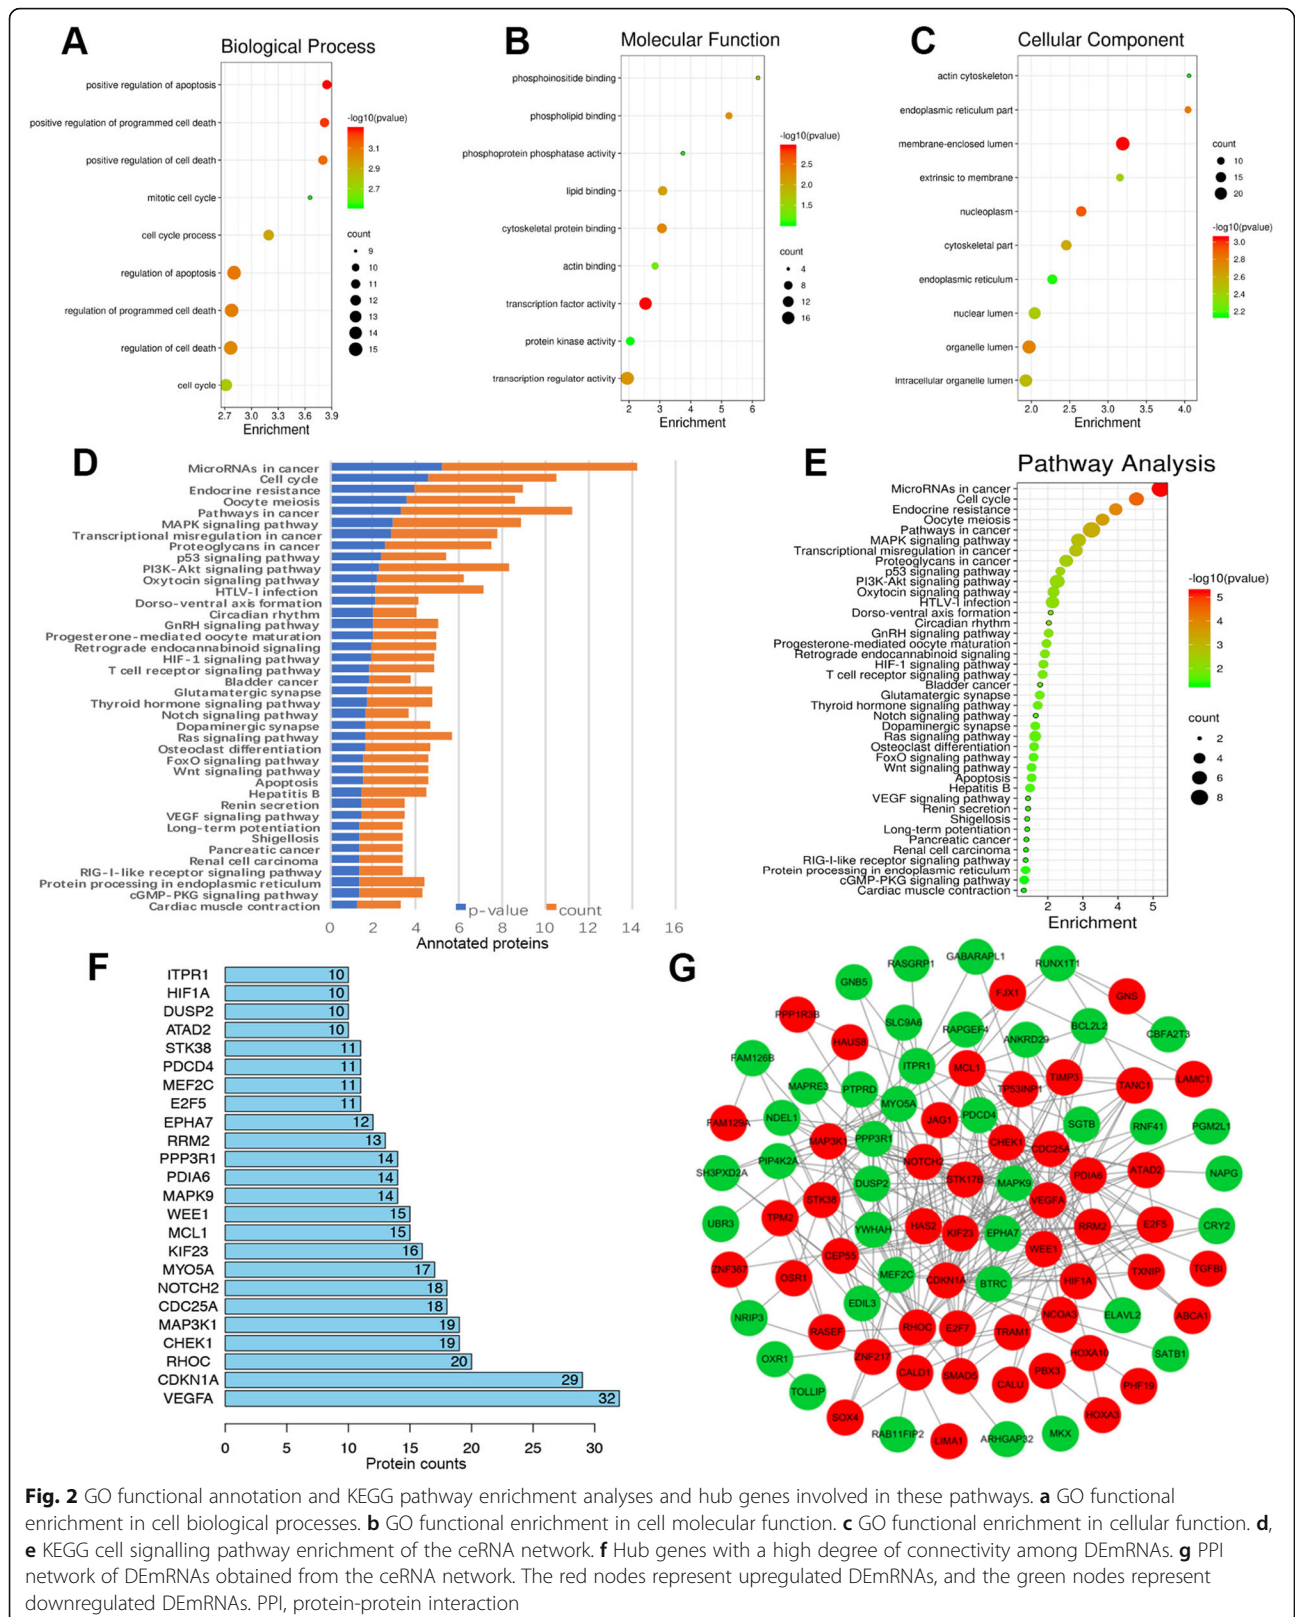 A
Biological Process
positive regulation of apoptosis
positive regulation of programmed cell death
positive regulation of cell death
mitotic cell cycle
cell cycle process
regulation of apoptosis
regulation of programmed cell death
regulation of cell death
cell cycle
2.7 3.0 3.3 3.6 3.9
Enrichment
-log10(pvalue)
3.1
2.9
2.7
count
9
10
11
12
13
14
15
B
Molecular Function
phosphoinositide binding
phospholipid binding
phosphoprotein phosphatase activity
lipid binding
cytoskeletal protein binding
actin binding
transcription factor activity
protein kinase activity
transcription regulator activity
2 3 4 5 6
Enrichment
-log10(pvalue)
2.5
2.0
1.5
count
4
8
12
16
C
Cellular Component
actin cytoskeleton
endoplasmic reticulum part
membrane-enclosed lumen
extrinsic to membrane
nucleoplasm
cytoskeletal part
endoplasmic reticulum
nuclear lumen
organelle lumen
intracellular organelle lumen
2.0 2.5 3.0 3.5 4.0
Enrichment
count
10
15
20
-log10(pvalue)
3.0
2.8
2.6
2.4
2.2
D
MicroRNAs in cancer
Cell cycle
Endocrine resistance
Oocyte meiosis
Pathways in cancer
MAPK signaling pathway
Transcriptional misregulation in cancer
Proteoglycans in cancer
p53 signaling pathway
PI3K-Akt signaling pathway
Oxytocin signaling pathway
HTLV-I infection
Dorso-ventral axis formation
Circadian rhythm
GnRH signaling pathway
Progesterone-mediated oocyte maturation
Retrograde endocannabinoid signaling
HIF-1 signaling pathway
T cell receptor signaling pathway
Bladder cancer
Glutamatergic synapse
Thyroid hormone signaling pathway
Notch signaling pathway
Dopaminergic synapse
Ras signaling pathway
Osteoclast differentiation
FoxO signaling pathway
Wnt signaling pathway
Apoptosis
Hepatitis B
Renin secretion
VEGF signaling pathway
Long-term potentiation
Shigellosis
Pancreatic cancer
Renal cell carcinoma
RIG-I-like receptor signaling pathway
Protein processing in endoplasmic reticulum
cGMP-PKG signaling pathway
Cardiac muscle contraction
p-value count
0 2 4 6 8 10 12 14 16
Annotated proteins
E
Pathway Analysis
MicroRNAs in cancer
Cell cycle
Endocrine resistance
Oocyte meiosis
Pathways in cancer
MAPK signaling pathway
Transcriptional misregulation in cancer
Proteoglycans in cancer
p53 signaling pathway
PI3K-Akt signaling pathway
Oxytocin signaling pathway
HTLV-I infection
Dorso-ventral axis formation
Circadian rhythm
GnRH signaling pathway
Progesterone-mediated oocyte maturation
Retrograde endocannabinoid signaling
HIF-1 signaling pathway
T cell receptor signaling pathway
Bladder cancer
Glutamatergic synapse
Thyroid hormone signaling pathway
Notch signaling pathway
Dopaminergic synapse
Ras signaling pathway
Osteoclast differentiation
FoxO signaling pathway
Wnt signaling pathway
Apoptosis
Hepatitis B
VEGF signaling pathway
Renin secretion
Shigellosis
Long-term potentiation
Pancreatic cancer
Renal cell carcinoma
RIG-I-like receptor signaling pathway
Protein processing in endoplasmic reticulum
cGMP-PKG signaling pathway
Cardiac muscle contraction
2 3 4 5
Enrichment
-log10(pvalue)
5
4
3
2
count
2
4
6
8
F
ITPR1 10
HIF1A 10
DUSP2 10
ATAD2 10
STK38 11
PDCD4 11
MEF2C 11
E2F5 11
EPHA7 12
RRM2 13
PPP3R1 14
PDIA6 14
MAPK9 14
WEE1 15
MCL1 15
KIF23 16
MYO5A 17
NOTCH2 18
CDC25A 18
MAP3K1 19
CHEK1 19
RHOC 20
CDKN1A 29
VEGFA 32
0 5 10 15 20 25 30
Protein counts
G
GABARAPL1
RASGRP1 RUNX1T1
GNB5 FJX1 GNS
PPP1R3B SLC9A6 RAPGEF4 ANKRD29 BCL2L2 CBFA2T3
HAUS8
FAM126B ITPR1 MCL1 TP53INP1 TIMP3 TANC1 LAMC1
MAPRE3 PTPRD MYO5A
FAM129A NDEL1 JAG1 PDCD4 SGTB RNF41 PGM2L1
MAP3K1 PPP3R1 CHEK1 CDC25A
SH3PXD2A PIP4K2A NOTCH2 STK17B MAPK9 PDIA6 ATAD2 NAPG
DUSP2 VEGFA
STK38
UBR3 TPM2 YWHAH HAS2 KIF23 EPHA7 RRM2 E2F5 CRY2
CEP55 WEE1
ZNF367 OSR1 MEF2C CDKN1A BTRC HIF1A TXNIP TGFBI
NRIP3 EDIL3 NCOA3 ELAVL2 ABCA1
RASEF RHOC E2F7 TRAM1
OXR1 ZNF217 HOXA10 SATB1
TOLLIP CALD1 SMAD5 CALU PBX3 PHF19
SOX4 HOXA3
RAB11FIP2 LIMA1 ARHGAP32 MKX
Fig. 2 GO functional annotation and KEGG pathway enrichment analyses and hub genes involved in these pathways. a GO functional
enrichment in cell biological processes. b GO functional enrichment in cell molecular function. c GO functional enrichment in cellular function. d,
e KEGG cell signalling pathway enrichment of the ceRNA network. f Hub genes with a high degree of connectivity among DEmRNAs. g PPI
network of DEmRNAs obtained from the ceRNA network. The red nodes represent upregulated DEmRNAs, and the green nodes represent
downregulated DEmRNAs. PPI, protein-protein interaction